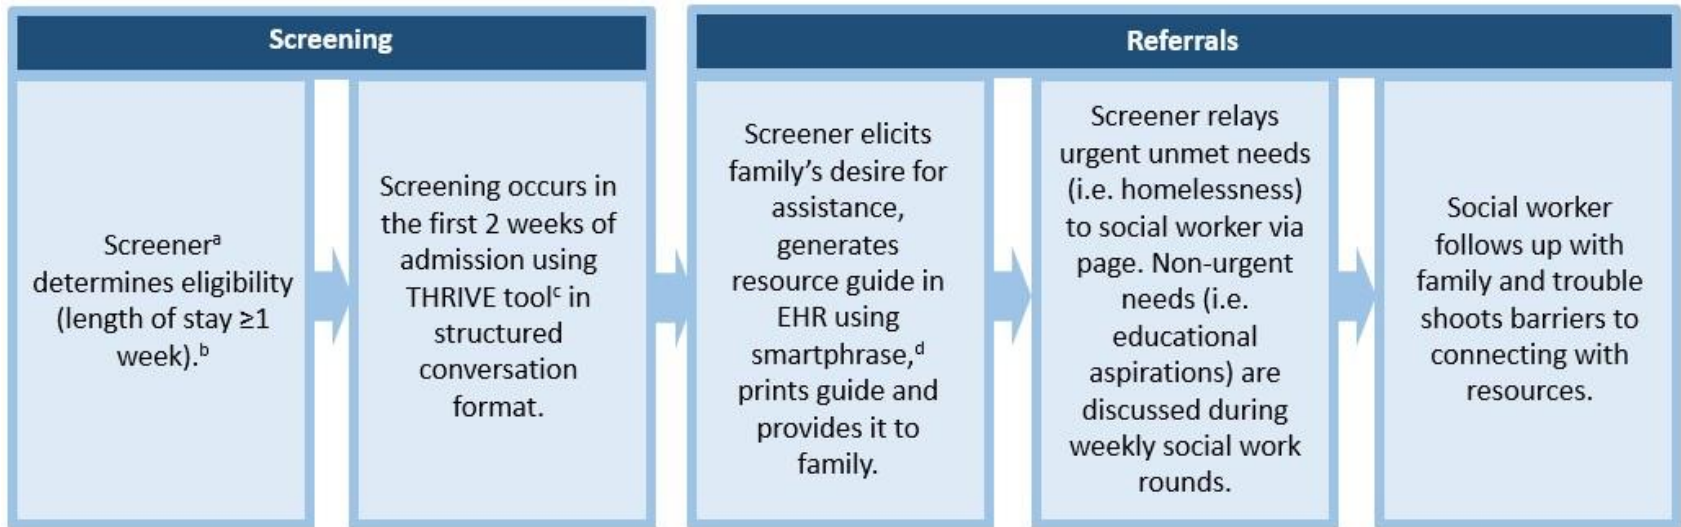 Screening
Screenerᵃ
determines eligibility
(length of stay ≥1
week).ᵇ
Screening occurs in
the first 2 weeks of
admission using
THRIVE toolᶜ in
structured
conversation
format.
Referrals
Screener elicits
family’s desire for
assistance,
generates
resource guide in
EHR using
smartphrase,ᵈ
prints guide and
provides it to
family.
Screener relays
urgent unmet needs
(i.e. homelessness)
to social worker via
page. Non-urgent
needs (i.e.
educational
aspirations) are
discussed during
weekly social work
rounds.
Social worker
follows up with
family and trouble
shoots barriers to
connecting with
resources.